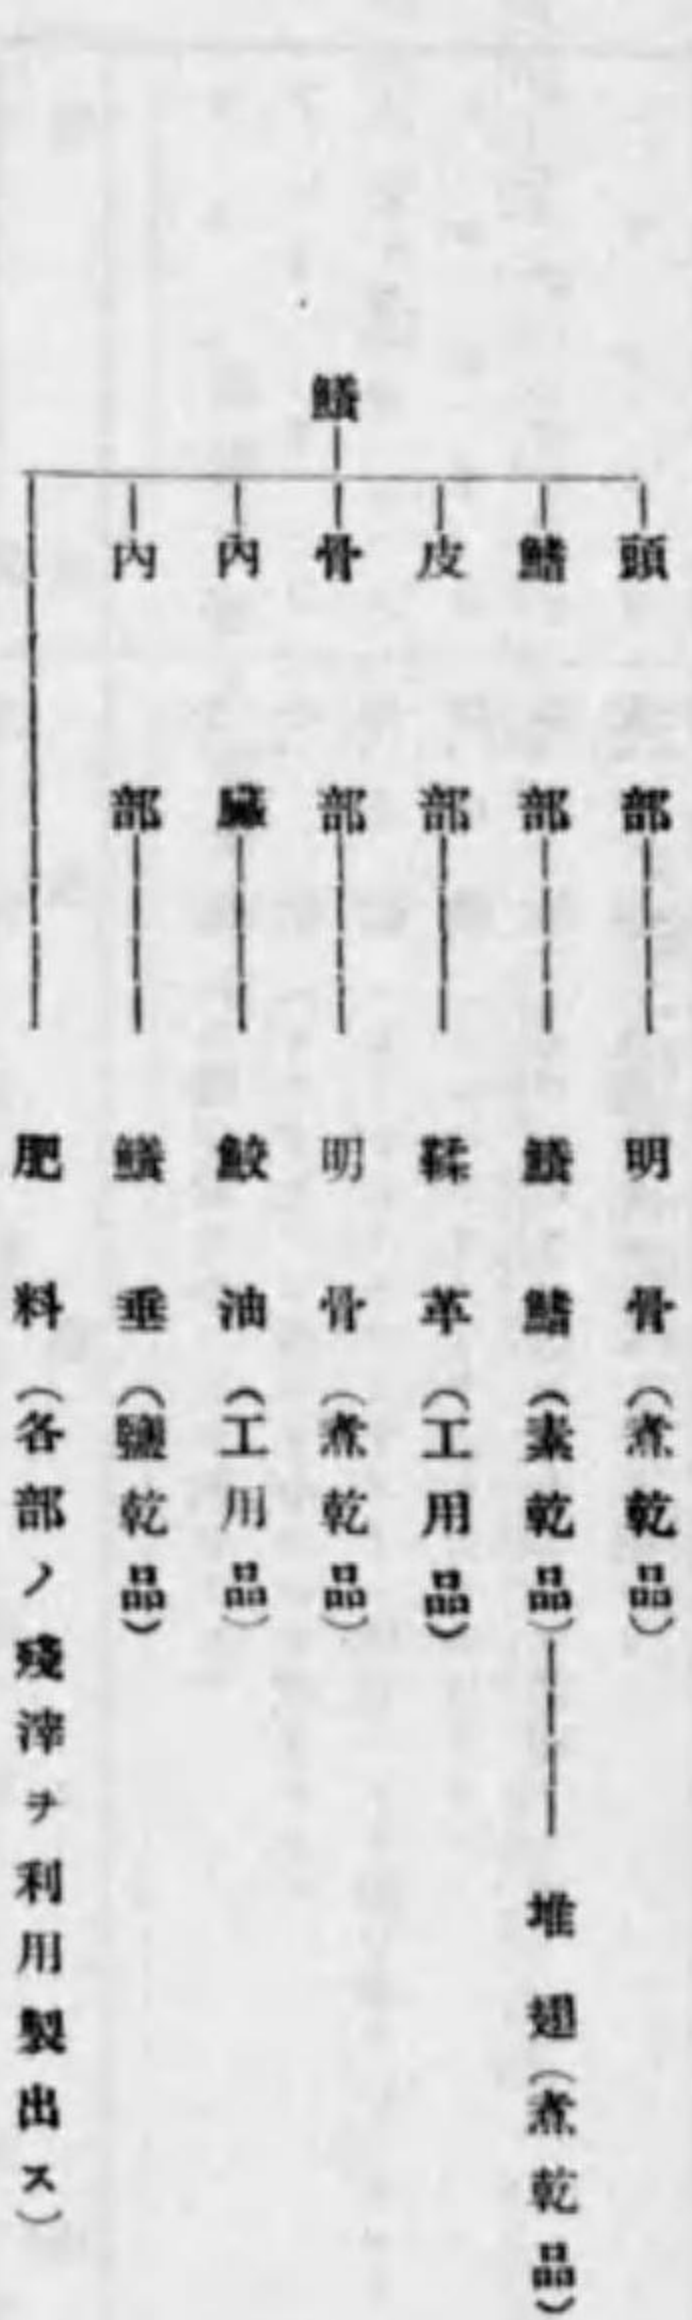 鱶
頭部 明骨(煮乾品)
鰭部 鱶鰭(素乾品) 堆翅(煮乾品)
皮部 鞣革(工用品)
骨部 明骨(煮乾品)
內臟 鮫油(工用品)
內部 鱶垂(鹽乾品)
肥料(各部ノ殘滓ヲ利用製出ス)